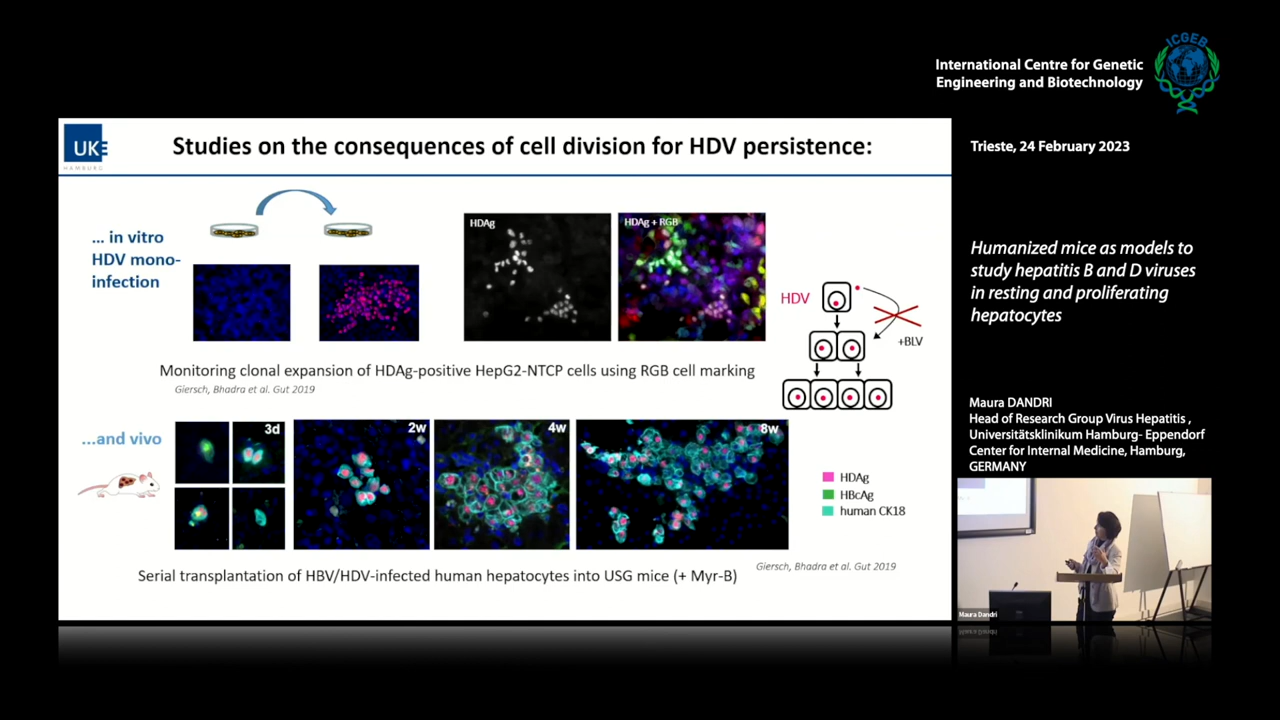 International Centre for Genetic
Engineering and Biotechnology
ICGEB
Trieste, 24 February 2023
UKE
HAMBURG
Studies on the consequences of cell division for HDV persistence:
... in vitro
HDV mono-
infection
HDAg
HDAg + RGB
HDV
+BLV
Monitoring clonal expansion of HDAg-positive HepG2-NTCP cells using RGB cell marking
Giersch, Bhadra et al. Gut 2019
...and vivo
3d
2w
4w
8w
HDAg
HBcAg
human CK18
Giersch, Bhadra et al. Gut 2019
Serial transplantation of HBV/HDV-infected human hepatocytes into USG mice (+ Myr-B)
Humanized mice as models to
study hepatitis B and D viruses
in resting and proliferating
hepatocytes
Maura DANDRI
Head of Research Group Virus Hepatitis ,
Universitätsklinikum Hamburg- Eppendorf
Center for Internal Medicine, Hamburg,
GERMANY
Maura Dandri